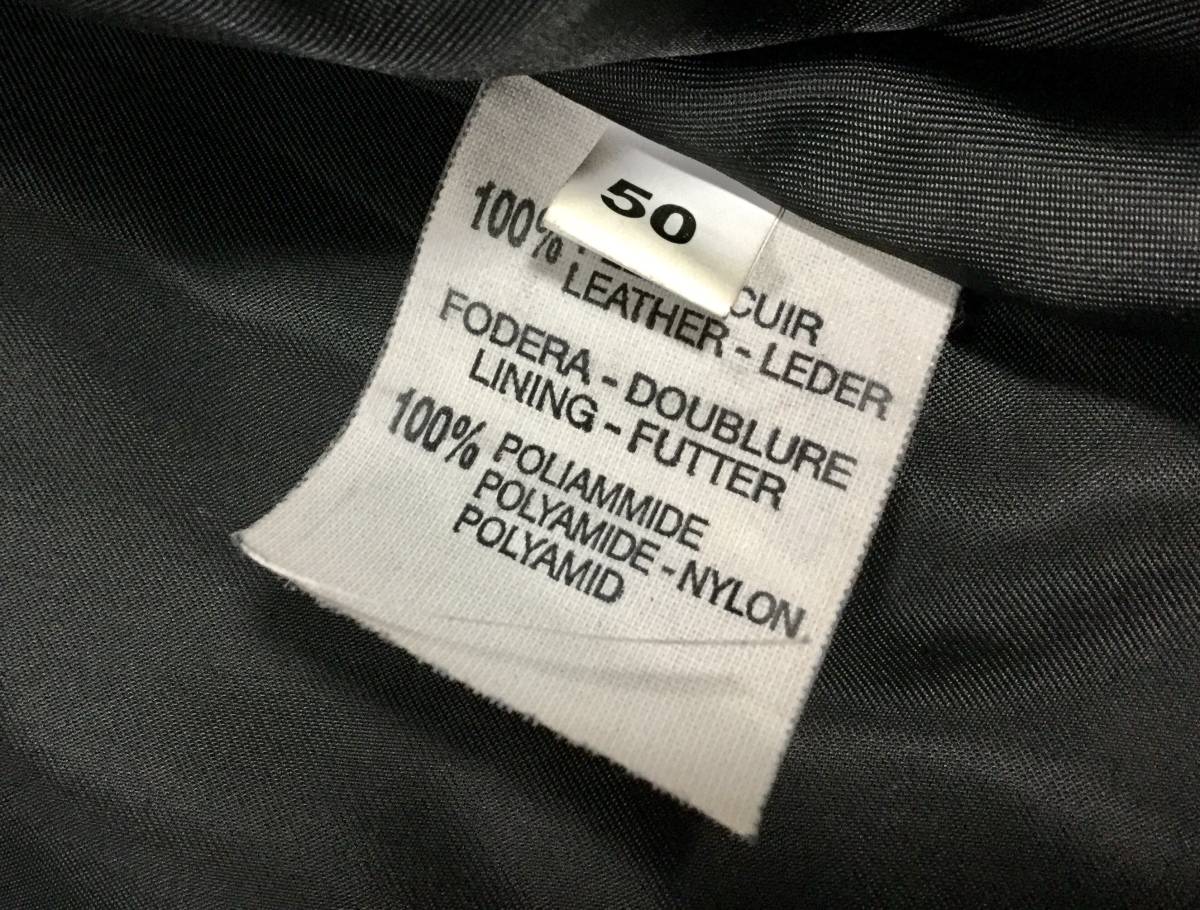 50
100%
CUIR
LEATHER - LEDER
FODERA - DOUBLURE
LINING - FUTTER
100% POLIAMMIDE
POLYAMIDE - NYLON
POLYAMID